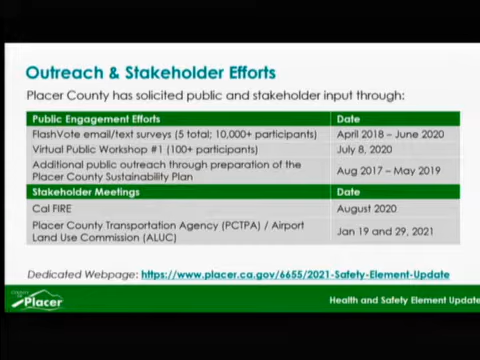 Outreach & Stakeholder Efforts
Placer County has solicited public and stakeholder input through:
Public Engagement Efforts Date
FlashVote email/text surveys (5 total; 10,000+ participants) April 2018 – June 2020
Virtual Public Workshop #1 (100+ participants) July 8, 2020
Additional public outreach through preparation of the
Placer County Sustainability Plan Aug 2017 – May 2019
Stakeholder Meetings Date
Cal FIRE August 2020
Placer County Transportation Agency (PCTPA) / Airport
Land Use Commission (ALUC) Jan 19 and 29, 2021
Dedicated Webpage: https://www.placer.ca.gov/6655/2021-Safety-Element-Update
Placer
Health and Safety Element Update